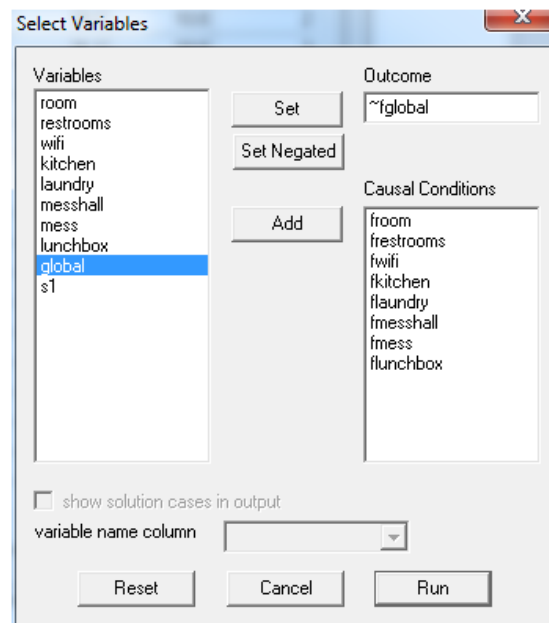 Select Variables
Variables
room
restrooms
wifi
kitchen
laundry
messhall
mess
lunchbox
global
s1
Set
Set Negated
Add
Outcome
~fglobal
Causal Conditions
froom
frestrooms
fwifi
fkitchen
flaundry
fmesshall
fmess
flunchbox
show solution cases in output
variable name column
Reset
Cancel
Run